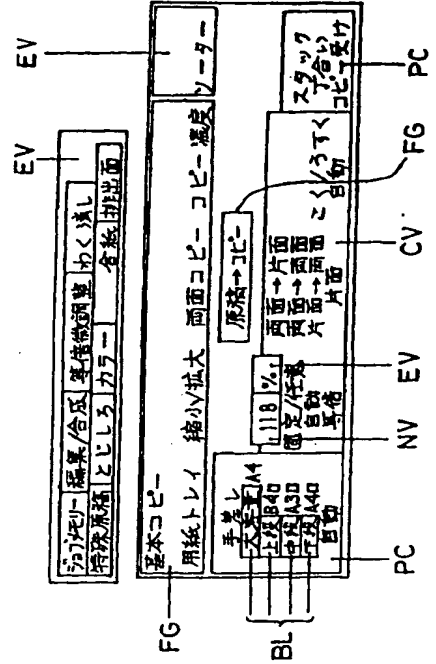 EV
EV
ジョブメモリー 編集/合成 等倍微調整 わく消し
特殊原稿 とじしろ カラー 合紙 排出面
FG
基本コピー
用紙トレイ 縮小/拡大 両面コピー コピー濃度 ソーター
原稿→コピー
手差し
大容量 A4
上段 B4
中段 A3
下段 A4
自動
118 %
固定/任意
自動
等倍
両面→片面
両面→両面
片面→両面
片面
こく/うすく
自動
スタック
丁合い
コピー受け
BL
PC
NV
EV
CV
FG
PC